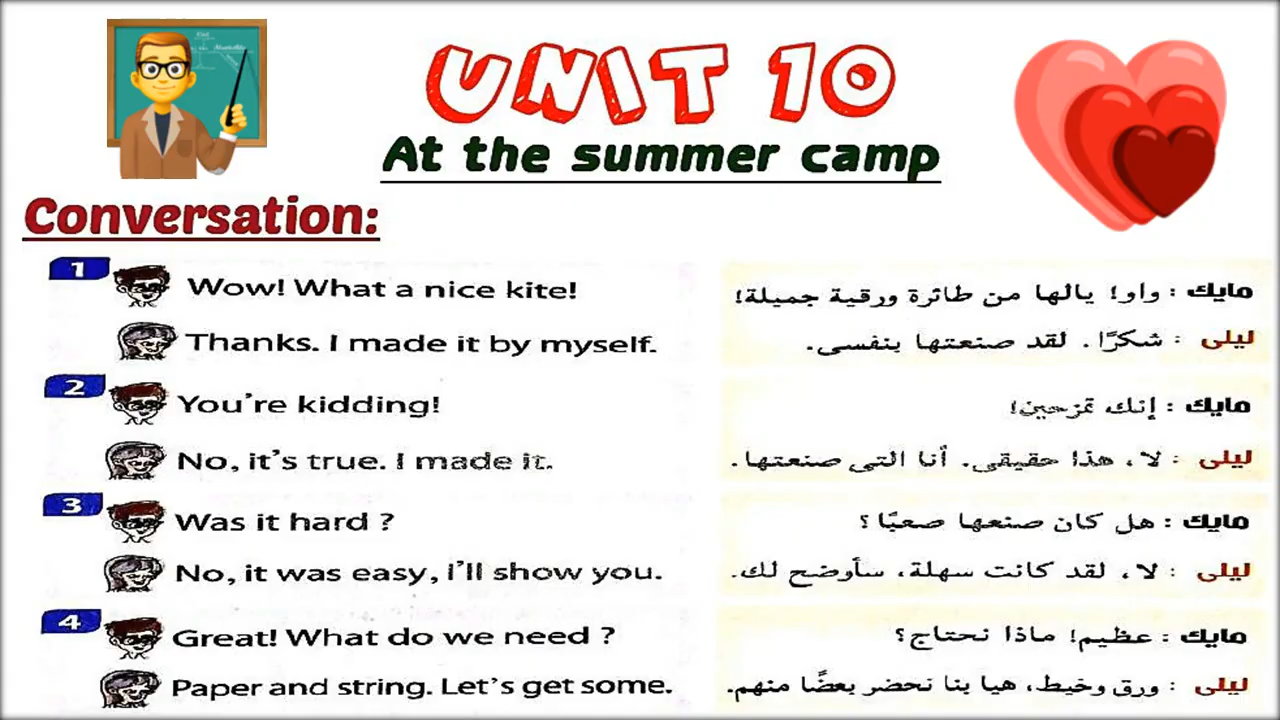 UNIT 10
At the summer camp
Conversation:
1
Wow! What a nice kite!
مايك : واو! يالها من طائرة ورقية جميلة!
Thanks. I made it by myself.
ليلى : شكرًا. لقد صنعتها بنفسى.
2
You're kidding!
مايك : إنك تمزحين!
No, it's true. I made it.
ليلى : لا، هذا حقيقى. أنا التى صنعتها.
3
Was it hard ?
مايك : هل كان صنعها صعبًا ؟
No, it was easy, i'll show you.
ليلى : لا، لقد كانت سهلة، سأوضح لك.
4
Great! What do we need ?
مايك : عظيم! ماذا نحتاج؟
Paper and string. Let's get some.
ليلى : ورق وخيط، هيا بنا نحضر بعضًا منهم.